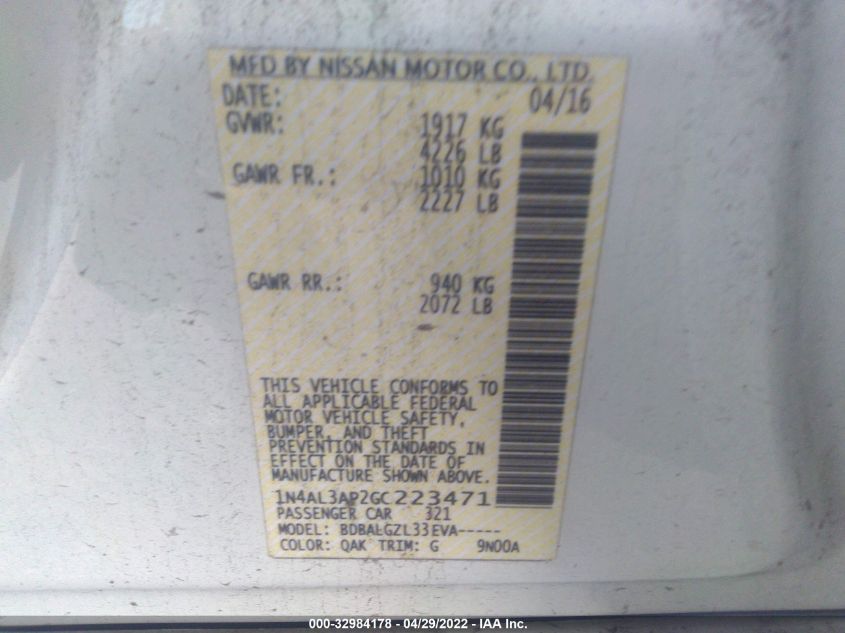 MFD BY NISSAN MOTOR CO., LTD.
DATE: 04/16
GVWR: 1917 KG
4226 LB
GAWR FR.: 1010 KG
2227 LB
GAWR RR.: 940 KG
2072 LB
THIS VEHICLE CONFORMS TO
ALL APPLICABLE FEDERAL
MOTOR VEHICLE SAFETY,
BUMPER, AND THEFT
PREVENTION STANDARDS IN
EFFECT ON THE DATE OF
MANUFACTURE SHOWN ABOVE.
1N4AL3AP2GC223471
PASSENGER CAR 321
MODEL: BDBALGZL33EVA-----
COLOR: QAK TRIM: G 9N00A
000-32984178 - 04/29/2022 - IAA Inc.